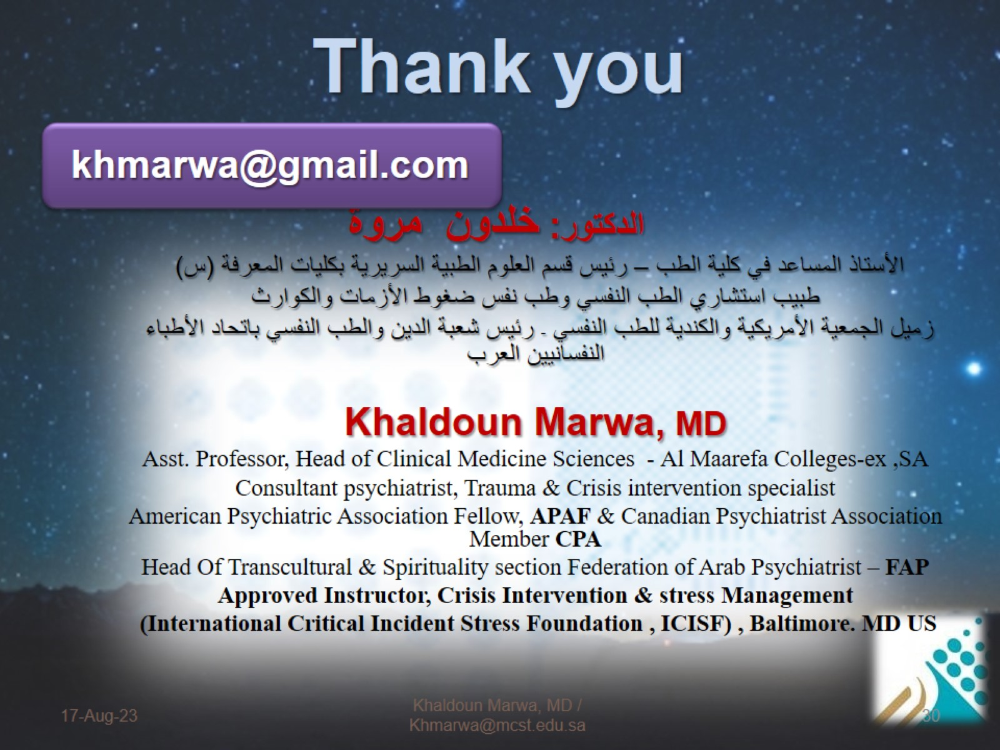 Thank you
khmarwa@gmail.com
الدكتور: خلدون مروة
الأستاذ المساعد في كلية الطب – رئيس قسم العلوم الطبية السريرية بكليات المعرفة (س)
طبيب استشاري الطب النفسي وطب نفس ضغوط الأزمات والكوارث
زميل الجمعية الأمريكية والكندية للطب النفسي - رئيس شعبة الدين والطب النفسي باتحاد الأطباء
النفسانيين العرب
Khaldoun Marwa, MD
Asst. Professor, Head of Clinical Medicine Sciences - Al Maarefa Colleges-ex ,SA
Consultant psychiatrist, Trauma & Crisis intervention specialist
American Psychiatric Association Fellow, APAF & Canadian Psychiatrist Association
Member CPA
Head Of Transcultural & Spirituality section Federation of Arab Psychiatrist – FAP
Approved Instructor, Crisis Intervention & stress Management
(International Critical Incident Stress Foundation , ICISF) , Baltimore. MD US
17-Aug-23
Khaldoun Marwa, MD /
Khmarwa@mcst.edu.sa
30